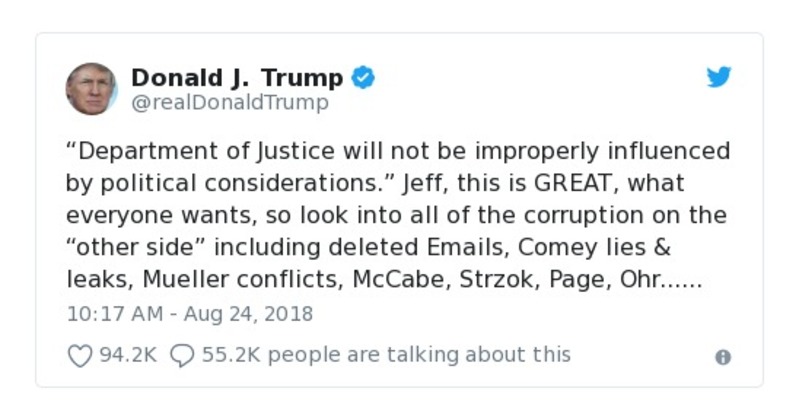 Donald J. Trump
@realDonaldTrump
“Department of Justice will not be improperly influenced
by political considerations.” Jeff, this is GREAT, what
everyone wants, so look into all of the corruption on the
“other side” including deleted Emails, Comey lies &
leaks, Mueller conflicts, McCabe, Strzok, Page, Ohr......
10:17 AM - Aug 24, 2018
94.2K 55.2K people are talking about this